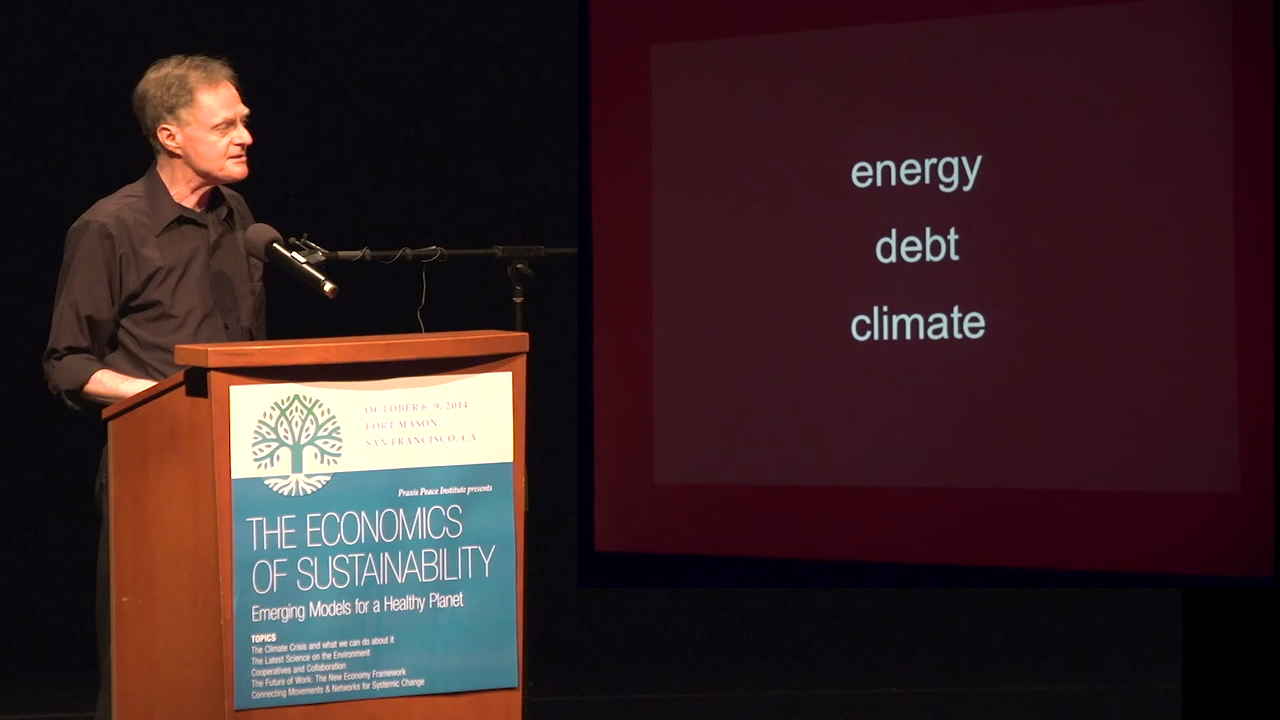 energy
debt
climate
OCTOBER 6-9, 2014
FORT MASON,
SAN FRANCISCO, CA
Praxis Peace Institute presents
THE ECONOMICS
OF SUSTAINABILITY
Emerging Models for a Healthy Planet
TOPICS
The Climate Crisis and what we can do about it
The Latest Science on the Environment
Cooperatives and Collaboration
The Future of Work: The New Economy Framework
Connecting Movements & Networks for Systemic Change